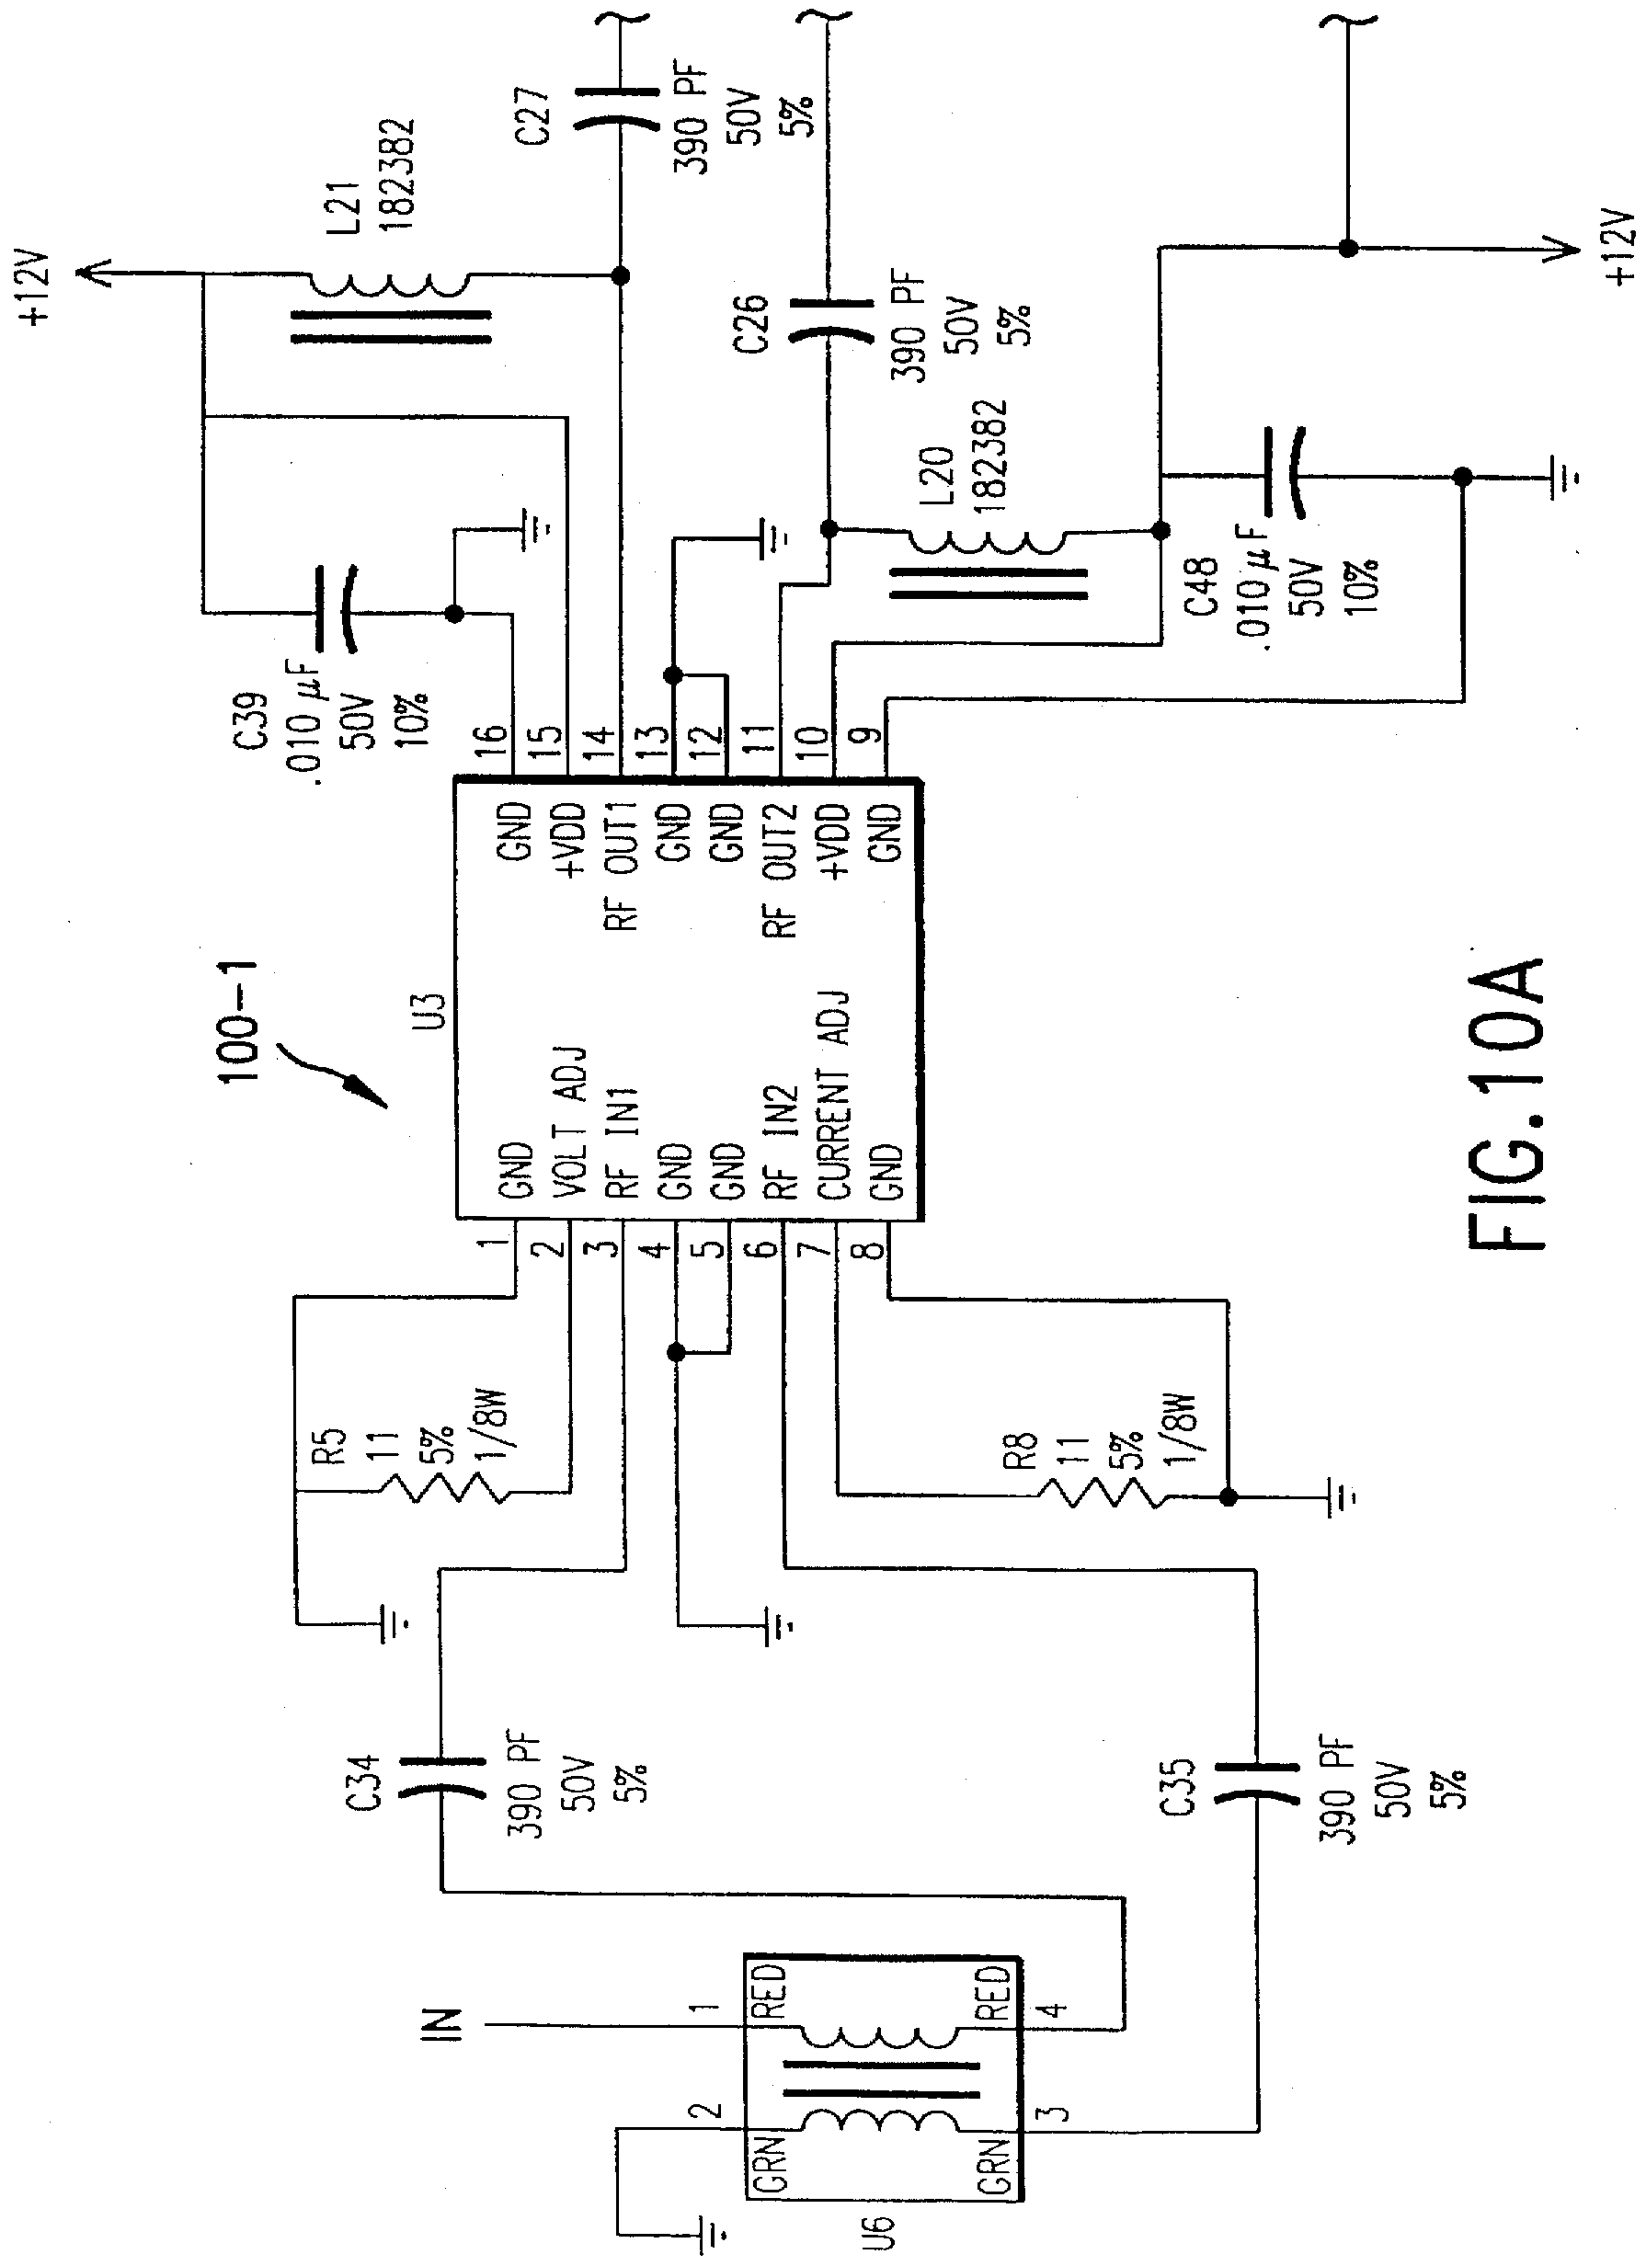 +12V
L21
182382
C27
390 PF
50V
5%
C39
.010 µF
50V
10%
C26
390 PF
50V
5%
L20
182382
C48
.010 µF
50V
10%
+12V
100-1
U3
16
15
14
13
12
11
10
9
GND
+VDD
RF OUT1
GND
GND
RF OUT2
+VDD
GND
GND
VOLT ADJ
RF IN1
GND
GND
RF IN2
CURRENT ADJ
GND
1
2
3
4
5
6
7
8
R5
11
5%
1/8W
R8
11
5%
1/8W
C34
390 PF
50V
5%
C35
390 PF
50V
5%
IN
1
RED
RED
4
2
GRN
GRN
3
U6
FIG.10A